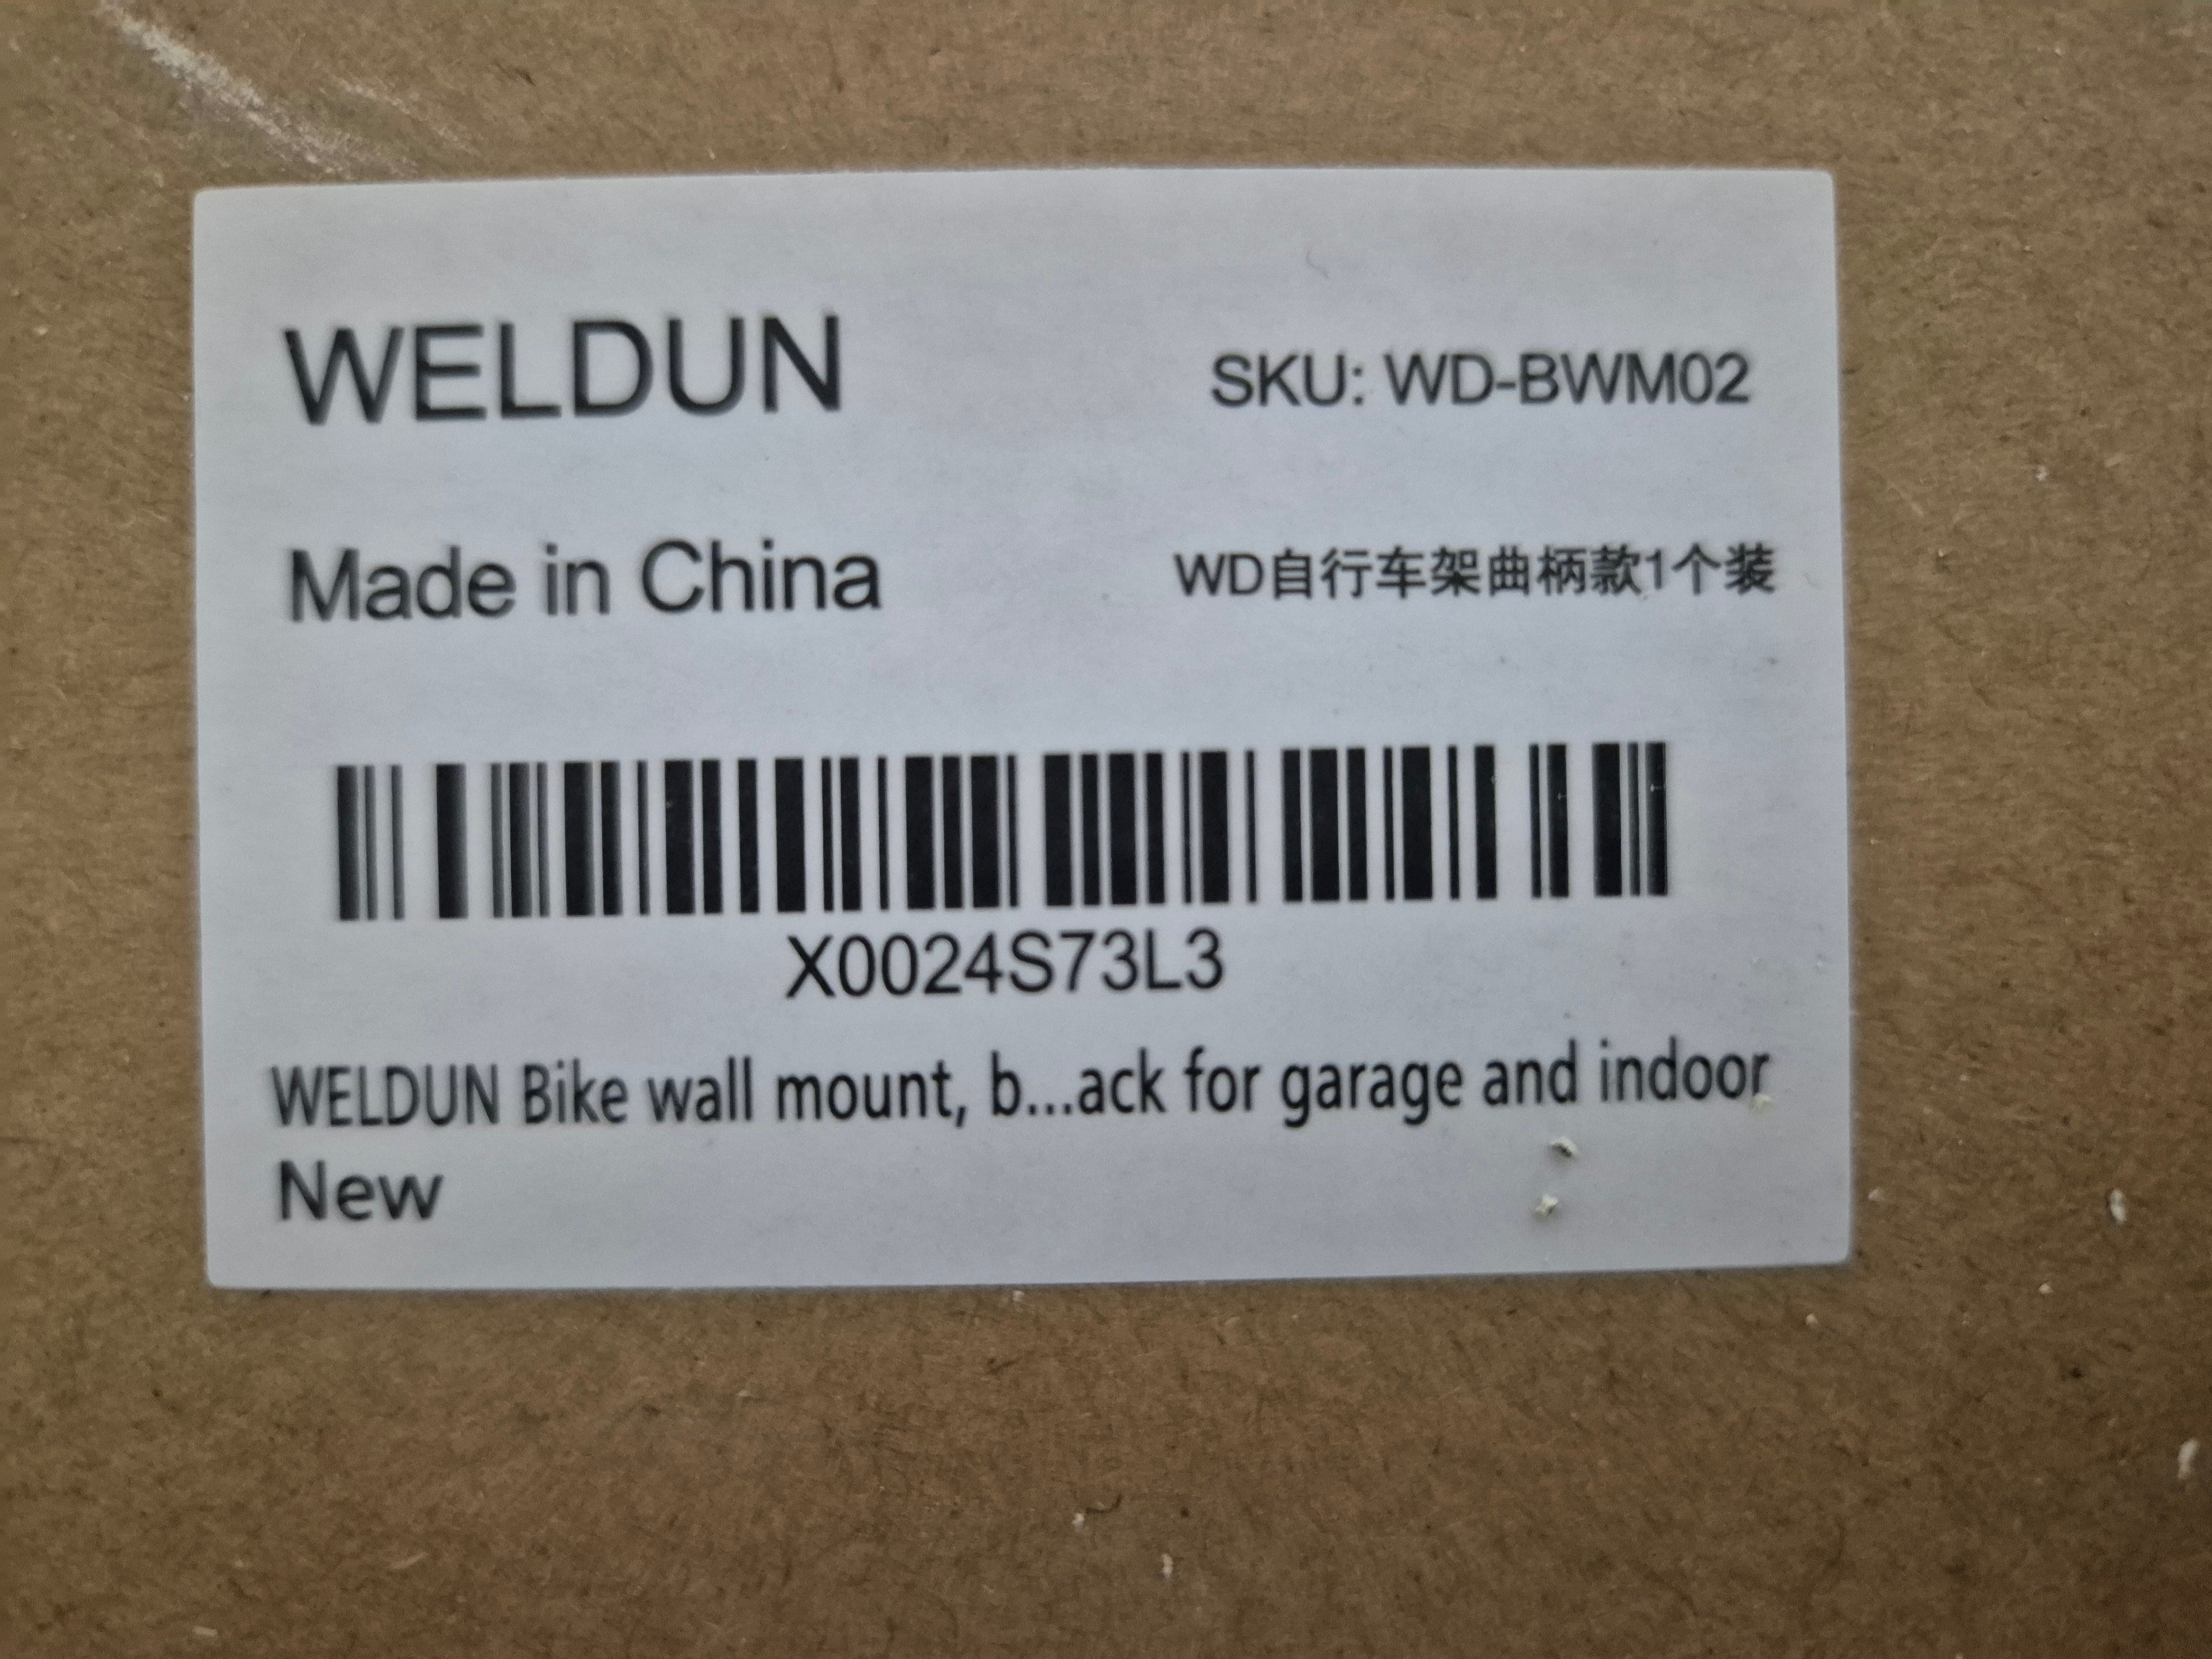 WELDUN
SKU: WD-BWM02
Made in China
WD自行车架曲柄款1个装
X0024S73L3
WELDUN Bike wall mount, b...ack for garage and indoor
New